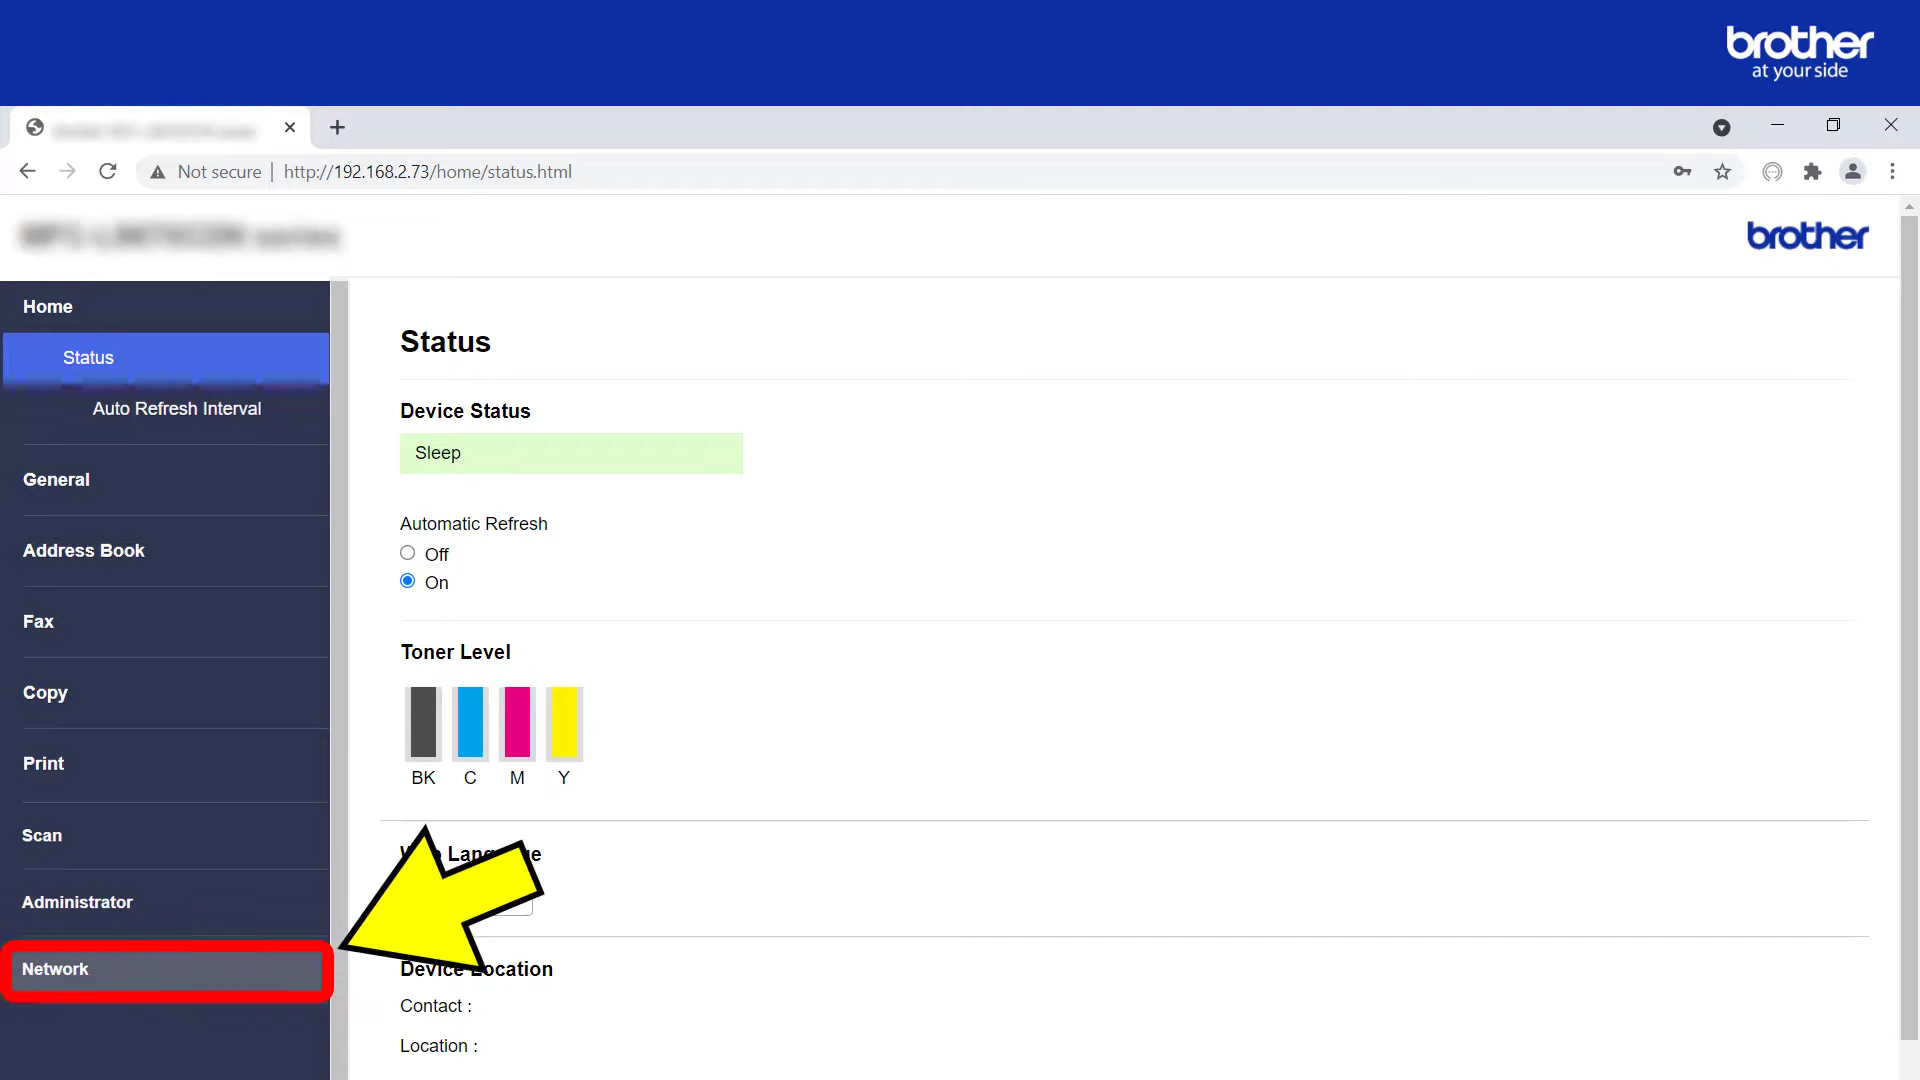 brother
at your side
Not secure
http://192.168.2.73/home/status.html
brother
Home
Status
Auto Refresh Interval
General
Address Book
Fax
Copy
Print
Scan
Administrator
Network
Status
Device Status
Sleep
Automatic Refresh
Off
On
Toner Level
BK C M Y
Device Location
Contact :
Location :